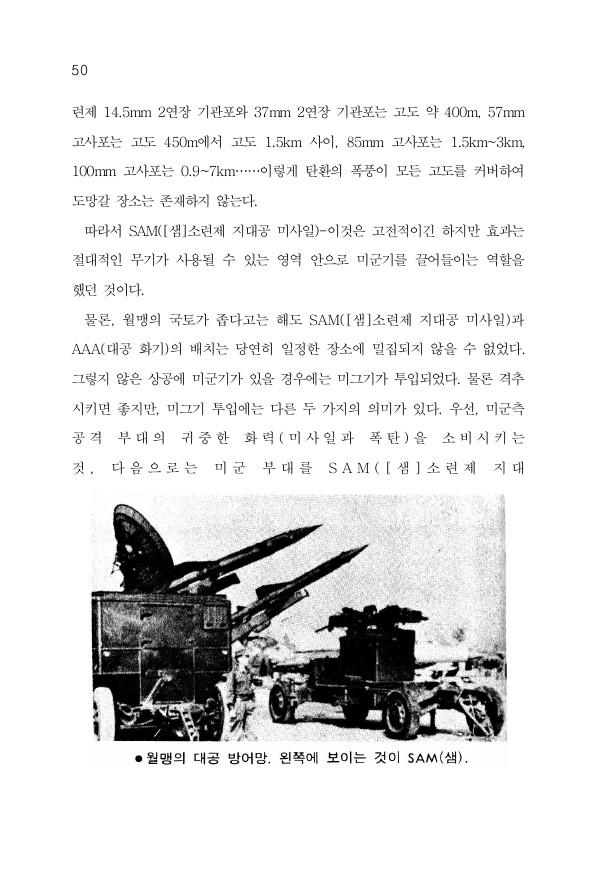 50
련제 14.5mm 2연장 기관포와 37mm 2연장 기관포는 고도 약 400m, 57mm
고사포는 고도 450m에서 고도 1.5km 사이, 85mm 고사포는 1.5km~3km,
100mm 고사포는 0.9~7km……이렇게 탄환의 폭풍이 모든 고도를 커버하여
도망갈 장소는 존재하지 않는다.
따라서 SAM([샘]소련제 지대공 미사일)-이것은 고전적이긴 하지만 효과는
절대적인 무기가 사용될 수 있는 영역 안으로 미군기를 끌어들이는 역할을
했던 것이다.
물론, 월맹의 국토가 좁다고는 해도 SAM([샘]소련제 지대공 미사일)과
AAA(대공 화기)의 배치는 당연히 일정한 장소에 밀집되지 않을 수 없었다.
그렇지 않은 상공에 미군기가 있을 경우에는 미그기가 투입되었다. 물론 격추
시키면 좋지만, 미그기 투입에는 다른 두 가지의 의미가 있다. 우선, 미군측
공격 부대의 귀중한 화력(미사일과 폭탄)을 소비시키는
것, 다음으로는 미군 부대를 SAM([샘]소련제 지대
●월맹의 대공 방어망. 왼쪽에 보이는 것이 SAM(샘).